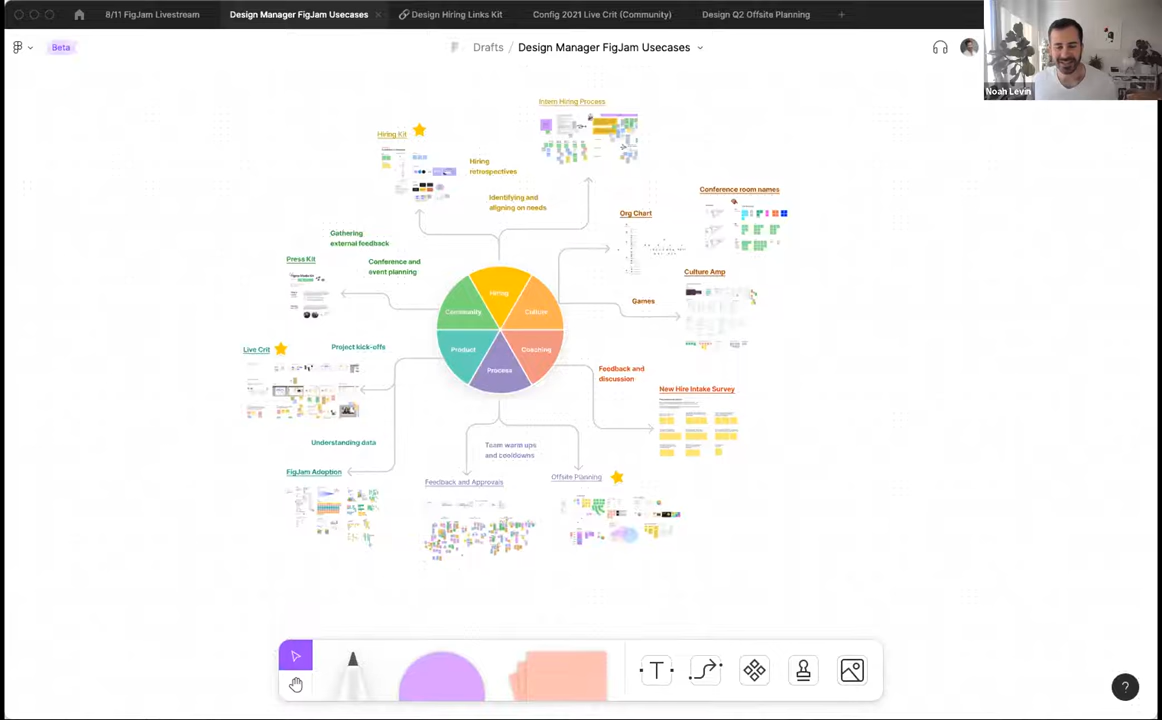 8/11 FigJam Livestream
Design Manager FigJam Usecases
Design Hiring Links Kit
Config 2021 Live Crit (Community)
Design Q2 Offsite Planning
Beta
Drafts / Design Manager FigJam Usecases
Noah Levin
Intern Hiring Process
Hiring Kit
Hiring
retrospectives
Identifying and
aligning on needs
Conference room names
Org Chart
Gathering
external feedback
Press Kit
Conference and
event planning
Culture Amp
Games
Hiring
Community
Culture
Product
Coaching
Process
Live Crit
Project kick-offs
Feedback and
discussion
New Hire Intake Survey
Understanding data
Team warm ups
and cooldowns
FigJam Adoption
Feedback and Approvals
Offsite Planning
T
?